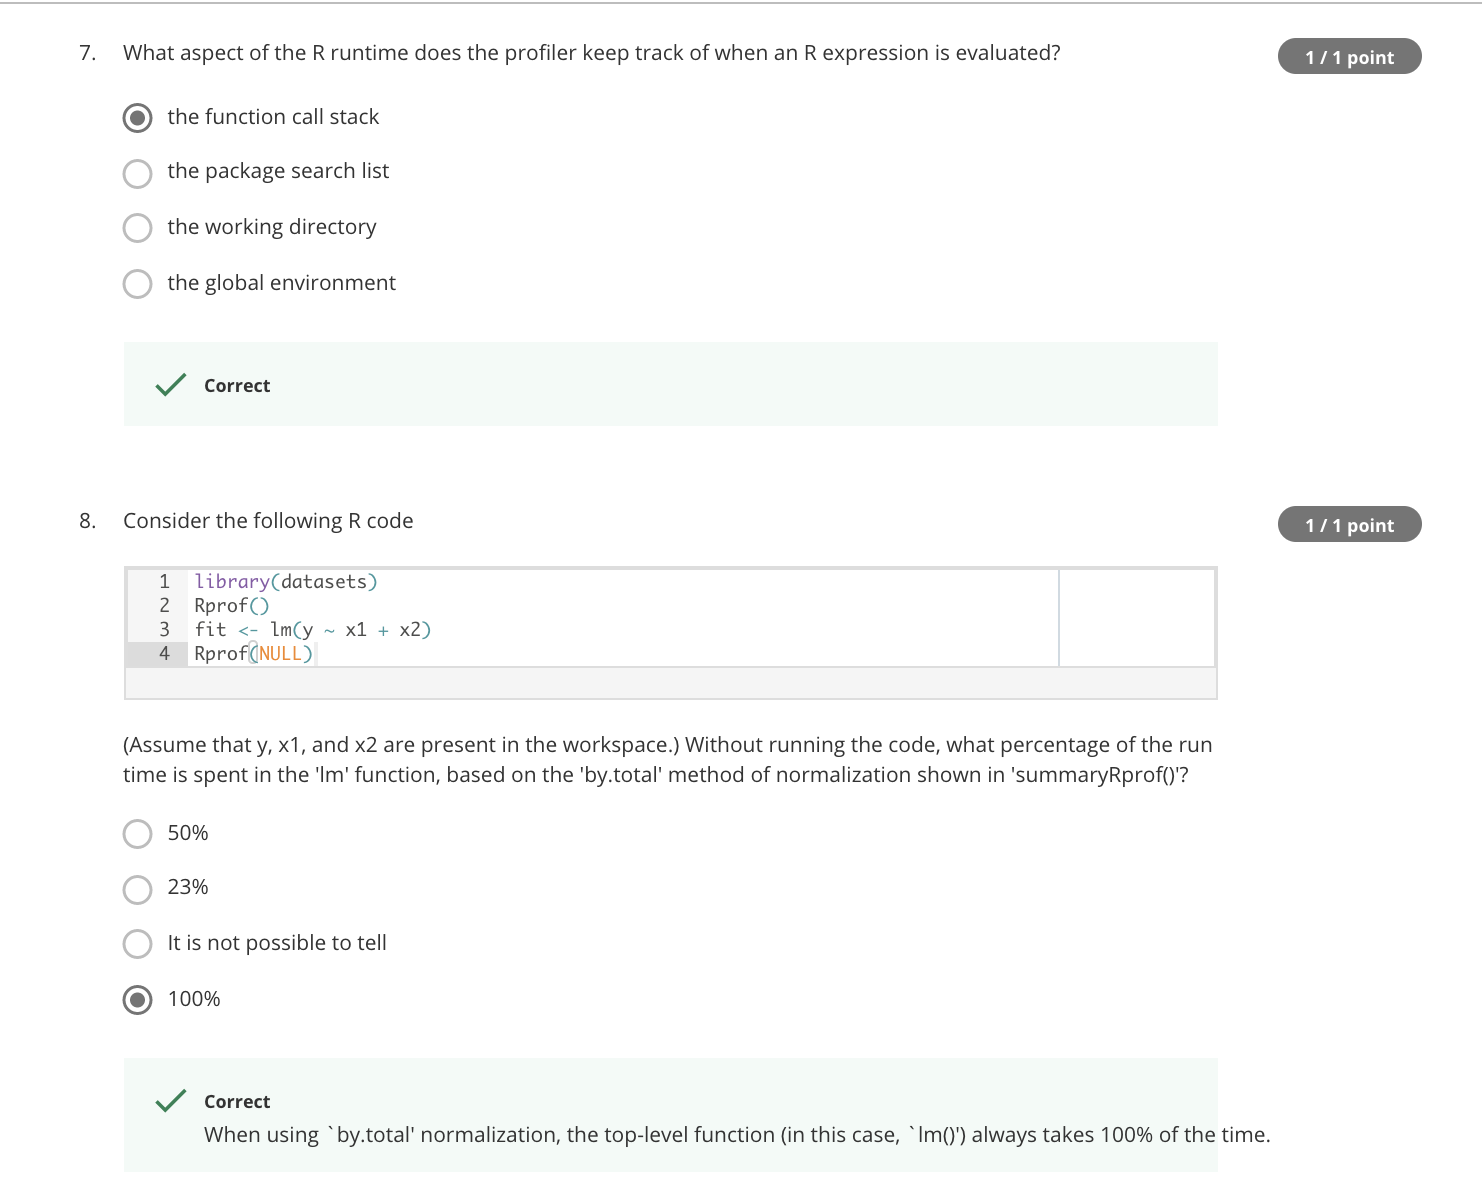 7. What aspect of the R runtime does the profiler keep track of when an R expression is evaluated?
1 / 1 point
the function call stack
the package search list
the working directory
the global environment
Correct
8. Consider the following R code
1 / 1 point
1 library(datasets)
2 Rprof()
3 fit <- lm(y ~ x1 + x2)
4 Rprof(NULL)
(Assume that y, x1, and x2 are present in the workspace.) Without running the code, what percentage of the run
time is spent in the 'lm' function, based on the 'by.total' method of normalization shown in 'summaryRprof()'?
50%
23%
It is not possible to tell
100%
Correct
When using `by.total' normalization, the top-level function (in this case, `lm()') always takes 100% of the time.